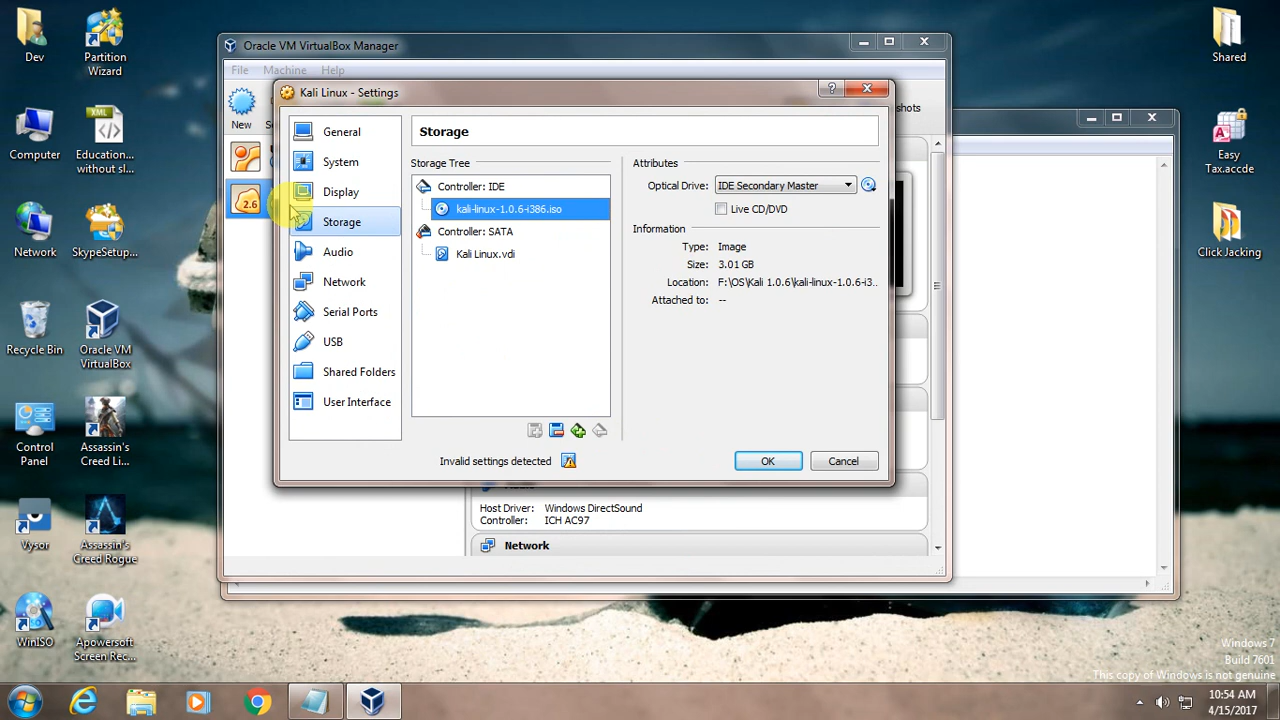 Dev
Partition
Wizard
Computer
Education...
without sl...
Network
SkypeSetup...
Recycle Bin
Oracle VM
VirtualBox
Control
Panel
Assassin's
Creed Li...
Vysor
Assassin's
Creed Rogue
WinISO
Apowersoft
Screen Rec...
Oracle VM VirtualBox Manager
File Machine Help
New
2.6
Kali Linux - Settings
General
System
Display
Storage
Audio
Network
Serial Ports
USB
Shared Folders
User Interface
Storage
Storage Tree
Controller: IDE
kali-linux-1.0.6-i386.iso
Controller: SATA
Kali Linux.vdi
Attributes
Optical Drive: IDE Secondary Master
Live CD/DVD
Information
Type: Image
Size: 3.01 GB
Location: F:\OS\Kali 1.0.6\kali-linux-1.0.6-i3...
Attached to: --
Invalid settings detected
OK Cancel
Host Driver: Windows DirectSound
Controller: ICH AC97
Network
Shared
Easy
Tax.accde
Click Jacking
Windows 7
Build 7601
This copy of Windows is not genuine
10:54 AM
4/15/2017